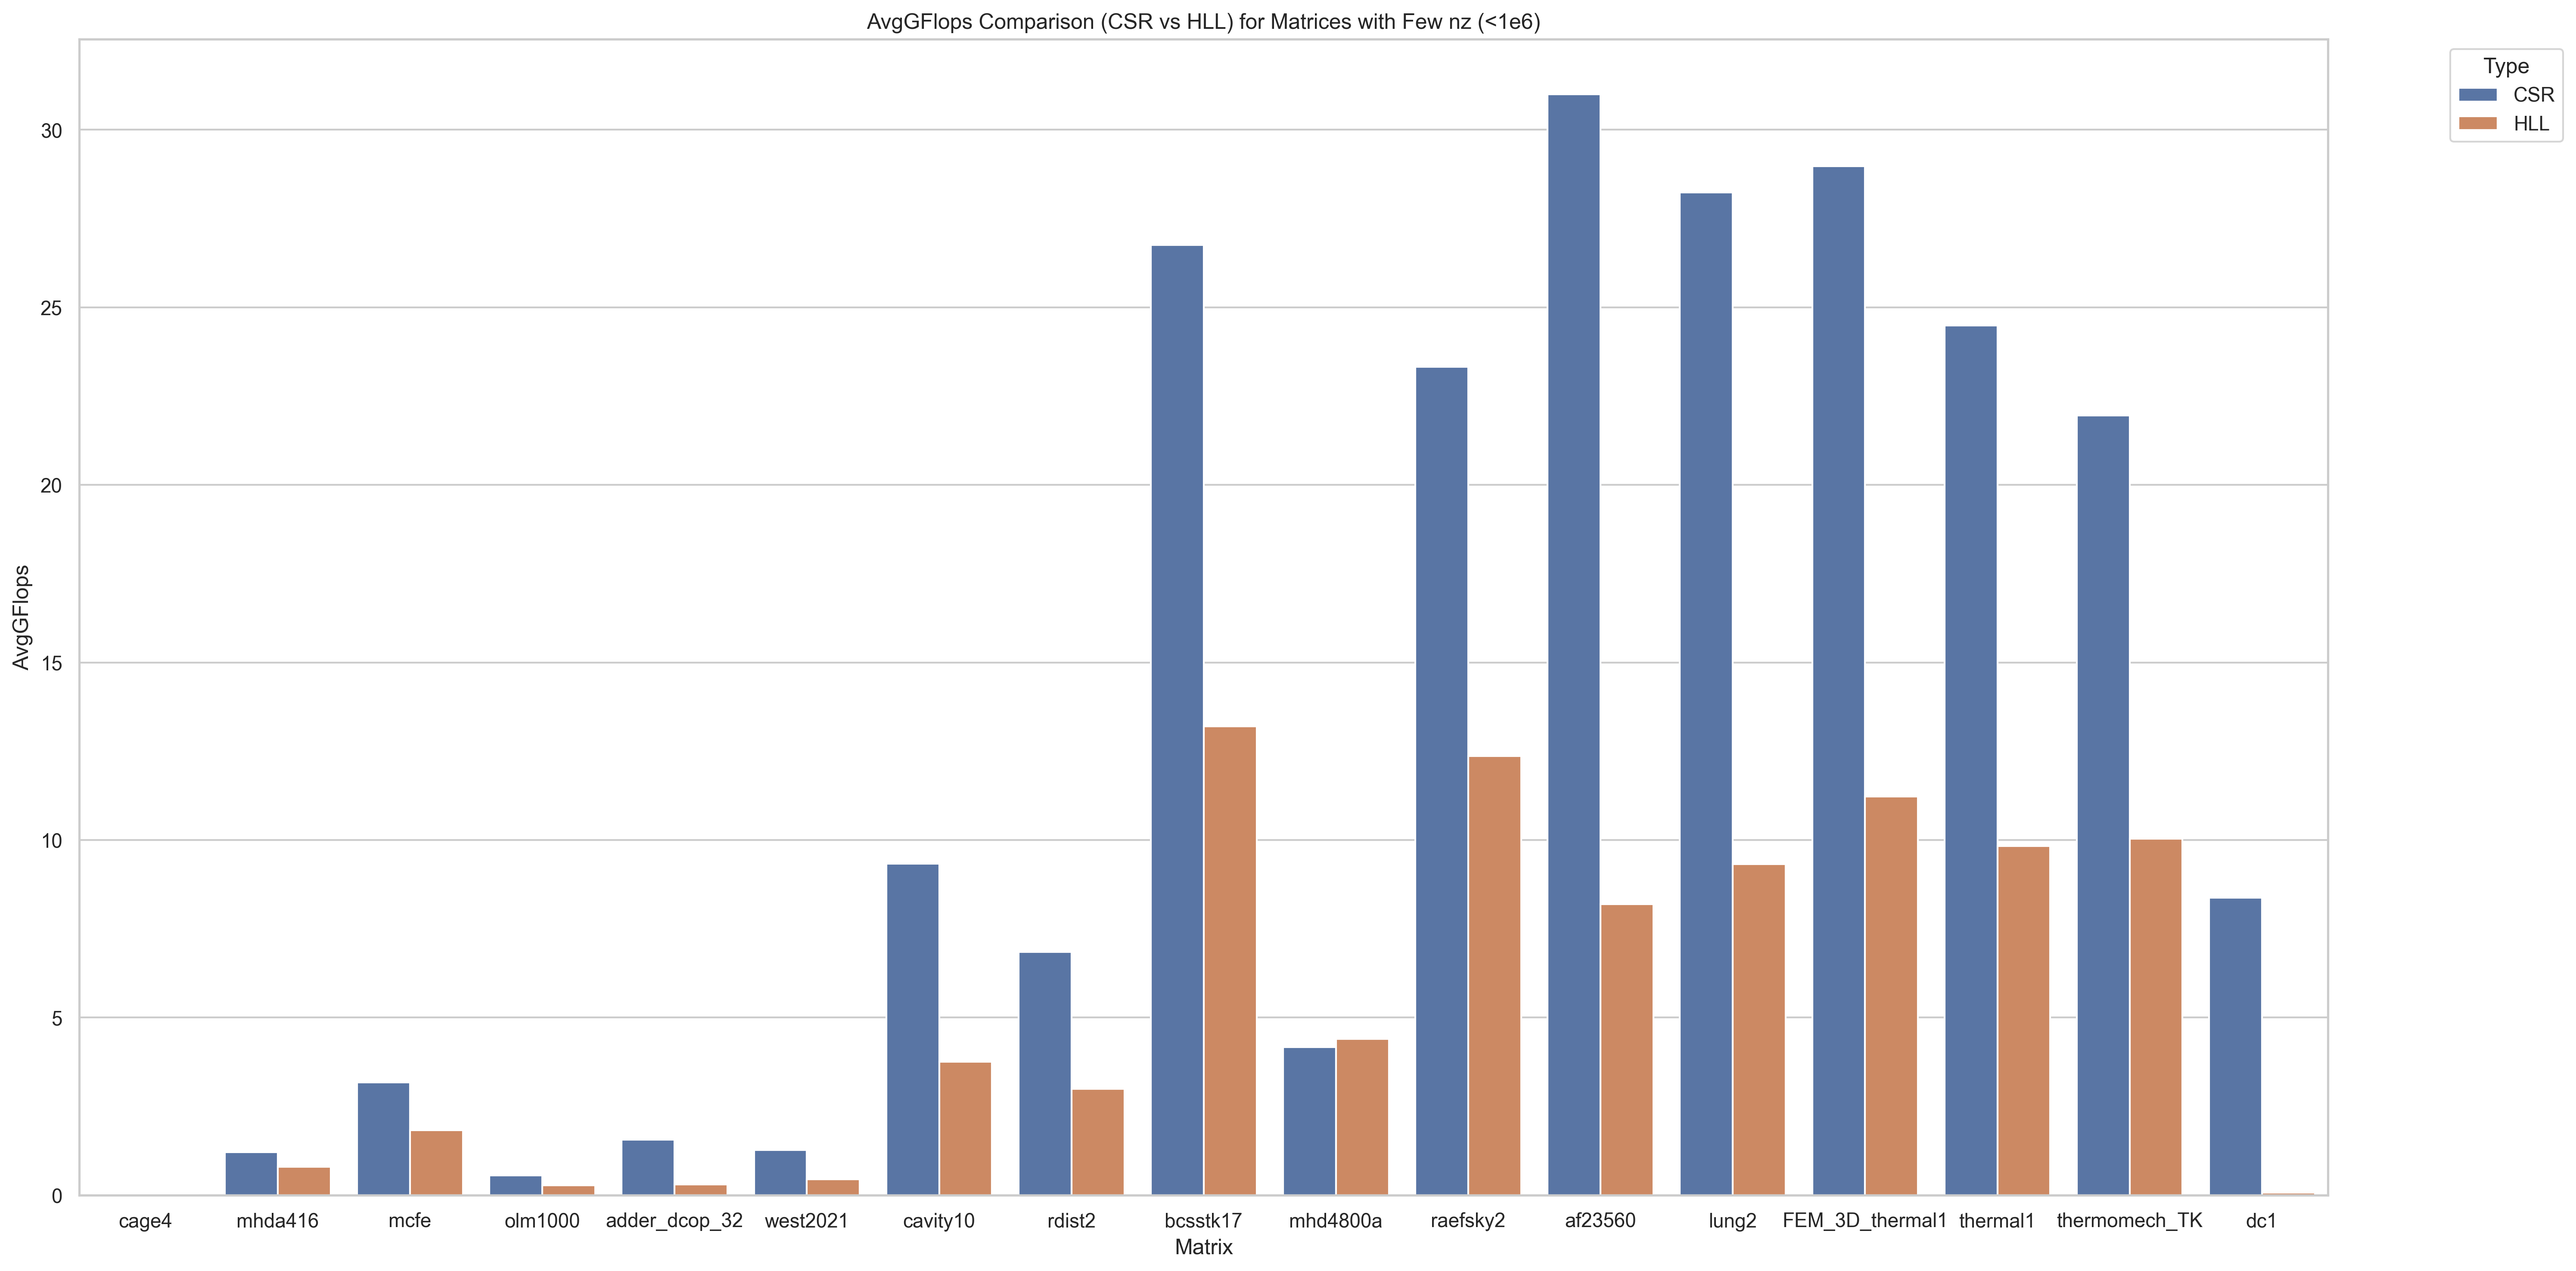 AvgGFlops Comparison (CSR vs HLL) for Matrices with Few nz (<1e6)
Type
CSR
HLL
AvgGFlops
30
25
20
15
10
5
0
cage4
mhda416
mcfe
olm1000
adder_dcop_32
west2021
cavity10
rdist2
bcsstk17
mhd4800a
raefsky2
af23560
lung2
FEM_3D_thermal1
thermal1
thermomech_TK
dc1
Matrix